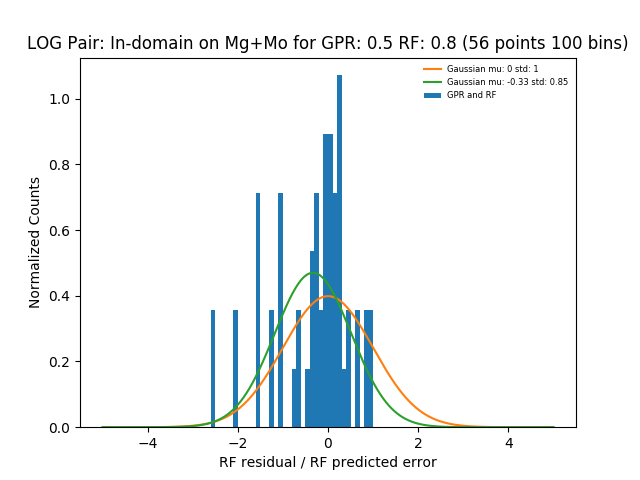 LOG Pair: In-domain on Mg+Mo for GPR: 0.5 RF: 0.8 (56 points 100 bins)
Gaussian mu: 0 std: 1
Gaussian mu: -0.33 std: 0.85
GPR and RF
Normalized Counts
1.0
0.8
0.6
0.4
0.2
0.0
−4 −2 0 2 4
RF residual / RF predicted error